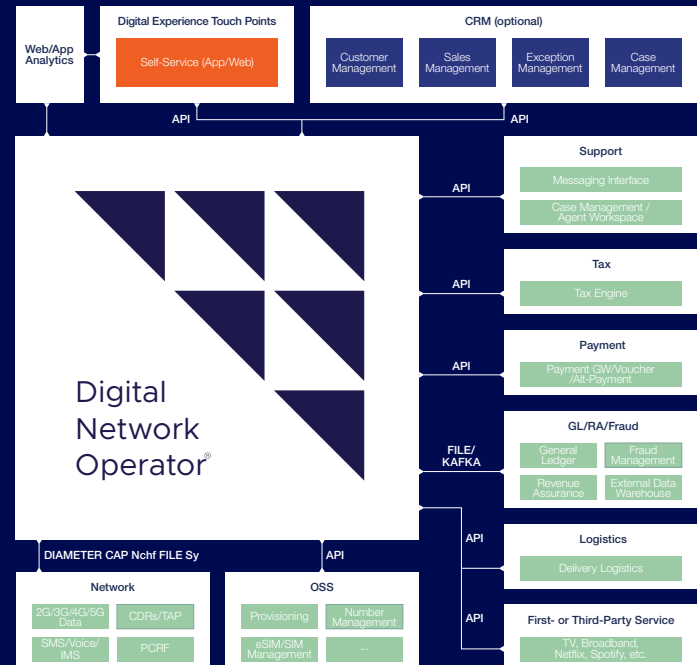 Web/App
Analytics
Digital Experience Touch Points
Self-Service (App/Web)
CRM (optional)
Customer
Management
Sales
Management
Exception
Management
Case
Management
API
API
Digital
Network
Operator®
API
Support
Messaging Interface
Case Management /
Agent Workspace
API
Tax
Tax Engine
API
Payment
Payment GW/Voucher
/Alt-Payment
FILE/
KAFKA
GL/RA/Fraud
General
Ledger
Fraud
Management
Revenue
Assurance
External Data
Warehouse
API
Logistics
Delivery Logistics
API
First- or Third-Party Service
TV, Broadband,
Netflix, Spotify, etc.
DIAMETER CAP Nchf FILE Sy
API
Network
2G/3G/4G/5G
Data
CDRs/TAP
SMS/Voice/
IMS
PCRF
OSS
Provisioning
Number
Management
eSIM/SIM
Management
...